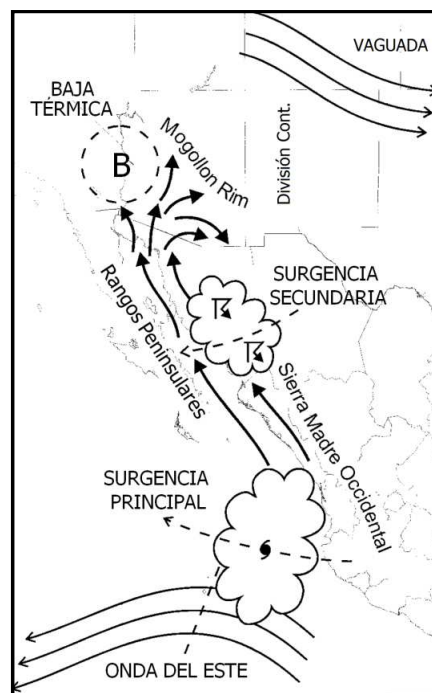 VAGUADA
BAJA
TÉRMICA
B
Mogollon Rim
División Cont.
SURGENCIA
SECUNDARIA
Rangos Peninsulares
Sierra Madre Occidental
SURGENCIA
PRINCIPAL
ONDA DEL ESTE